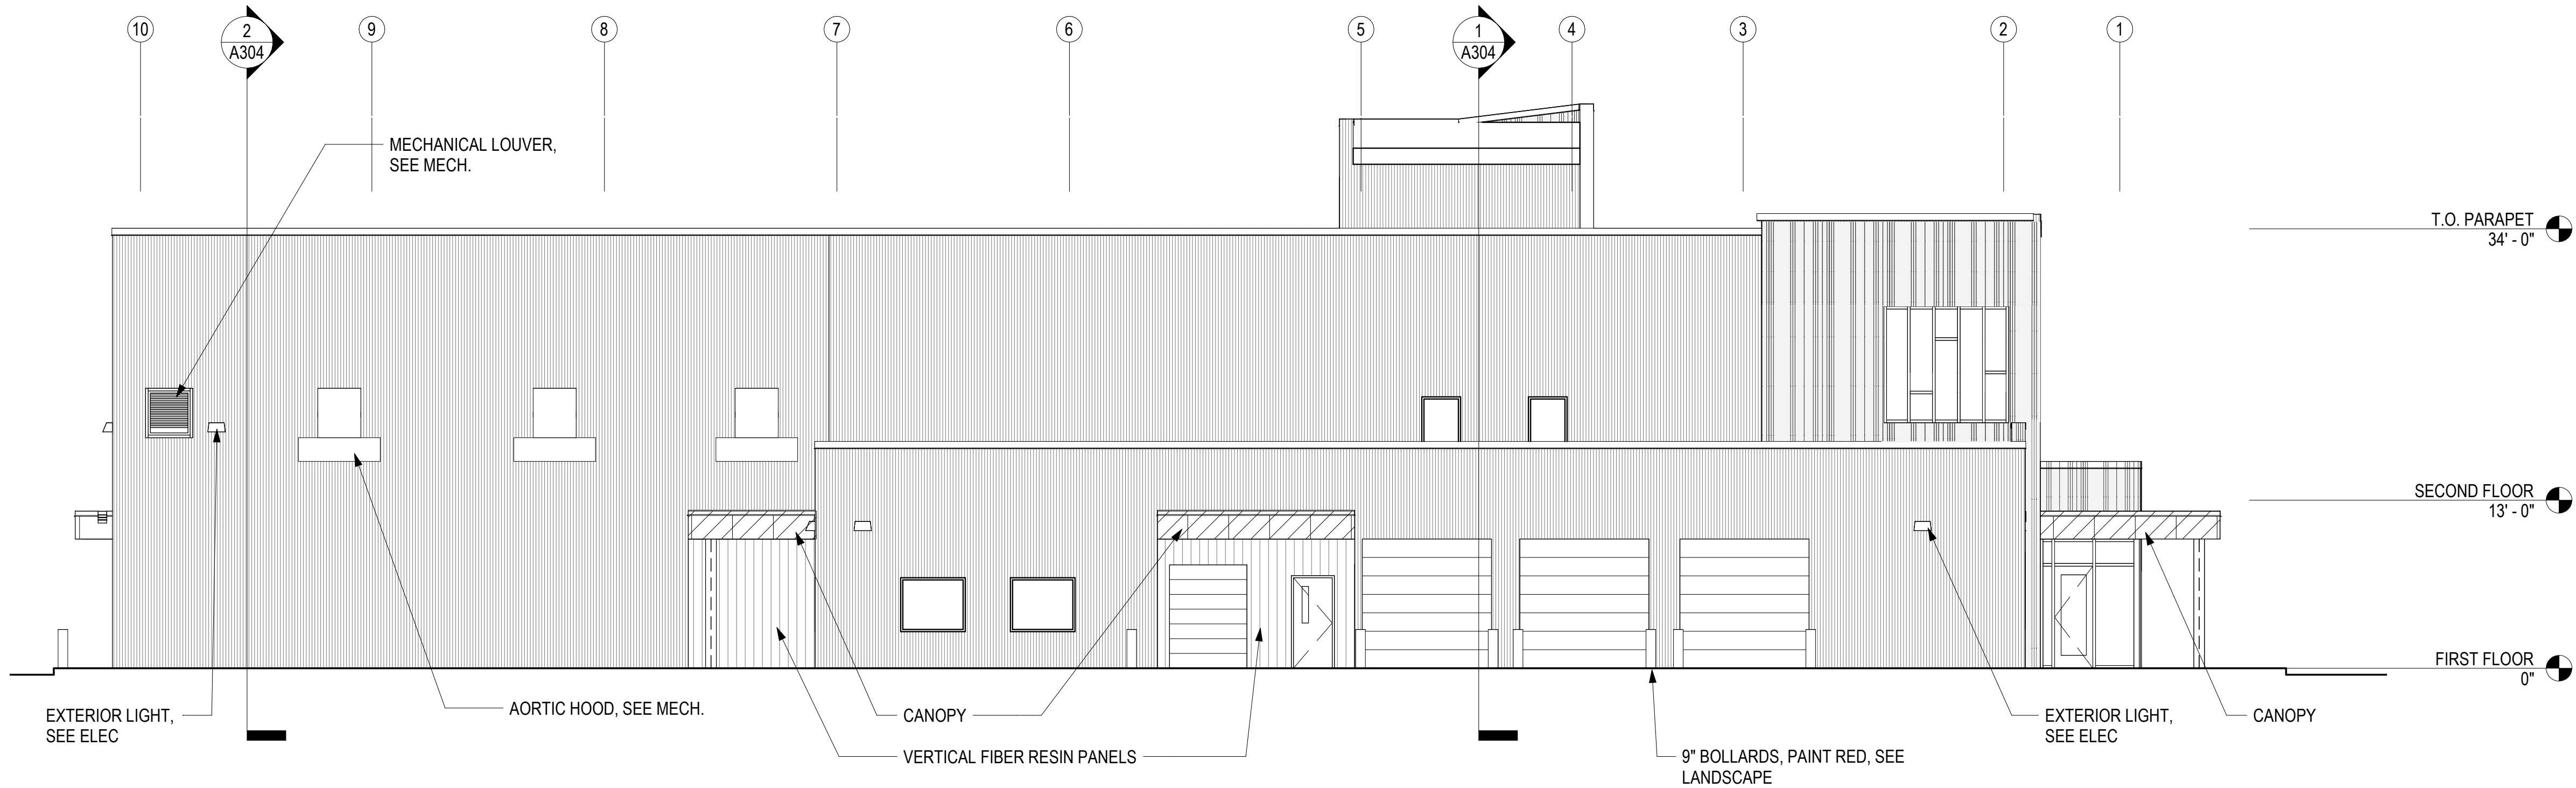 10
2
A304
9
8
7
6
5
1
A304
4
3
2
1
MECHANICAL LOUVER,
SEE MECH.
T.O. PARAPET
34' - 0"
SECOND FLOOR
13' - 0"
FIRST FLOOR
0"
EXTERIOR LIGHT,
SEE ELEC
AORTIC HOOD, SEE MECH.
CANOPY
VERTICAL FIBER RESIN PANELS
9" BOLLARDS, PAINT RED, SEE
LANDSCAPE
EXTERIOR LIGHT,
SEE ELEC
CANOPY